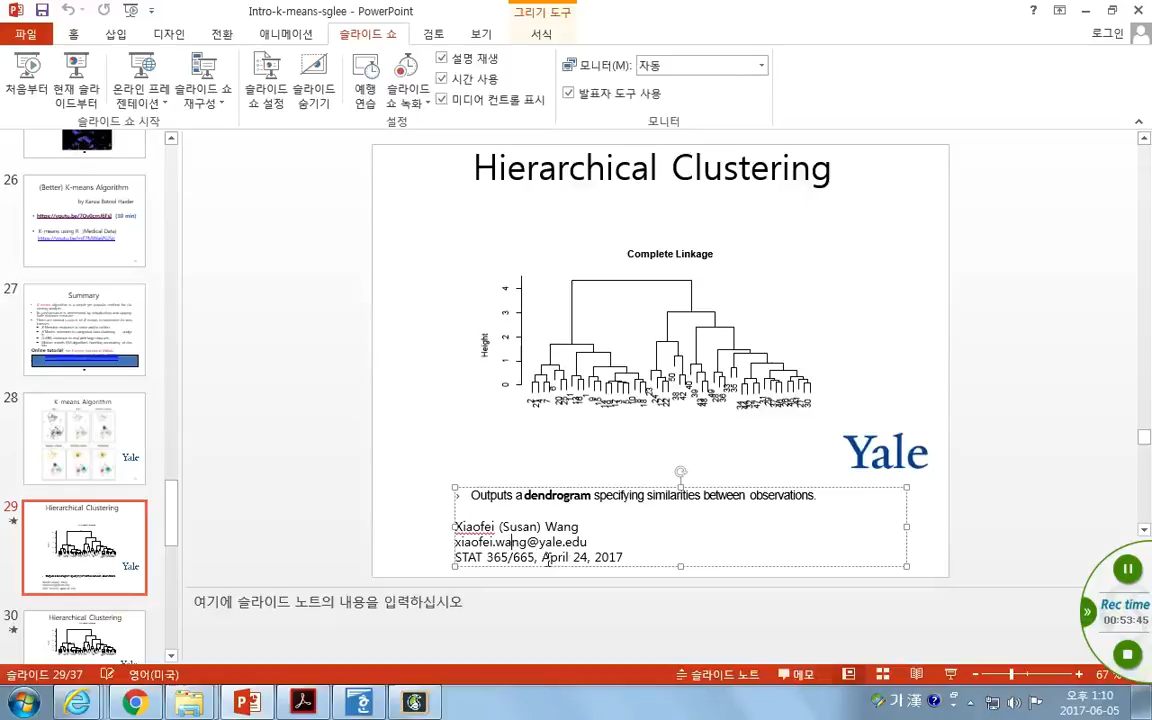 Intro-k-means-sglee - PowerPoint
그리기 도구
파일 홈 삽입 디자인 전환 애니메이션 슬라이드 쇼 검토 보기 서식
로그인
처음부터
현재 슬라
이드부터
온라인 프레
젠테이션
슬라이드 쇼
재구성
슬라이드 쇼 시작
슬라이드
쇼 설정
슬라이드
숨기기
예행
연습
슬라이드
쇼 녹화
설명 재생
시간 사용
미디어 컨트롤 표시
설정
모니터(M): 자동
발표자 도구 사용
모니터
26
(Better) K-means Algorithm
27
Summary
28
K means Algorithm
Yale
29
Hierarchical Clustering
Yale
30
Hierarchical Clustering
Hierarchical Clustering
Complete Linkage
Height
4
3
2
1
0
Yale
› Outputs a dendrogram specifying similarities between observations.
Xiaofei (Susan) Wang
xiaofei.wang@yale.edu
STAT 365/665, April 24, 2017
여기에 슬라이드 노트의 내용을 입력하십시오
Rec time
00:53:45
슬라이드 29/37
영어(미국)
슬라이드 노트
메모
67
가 漢
오후 1:10
2017-06-05